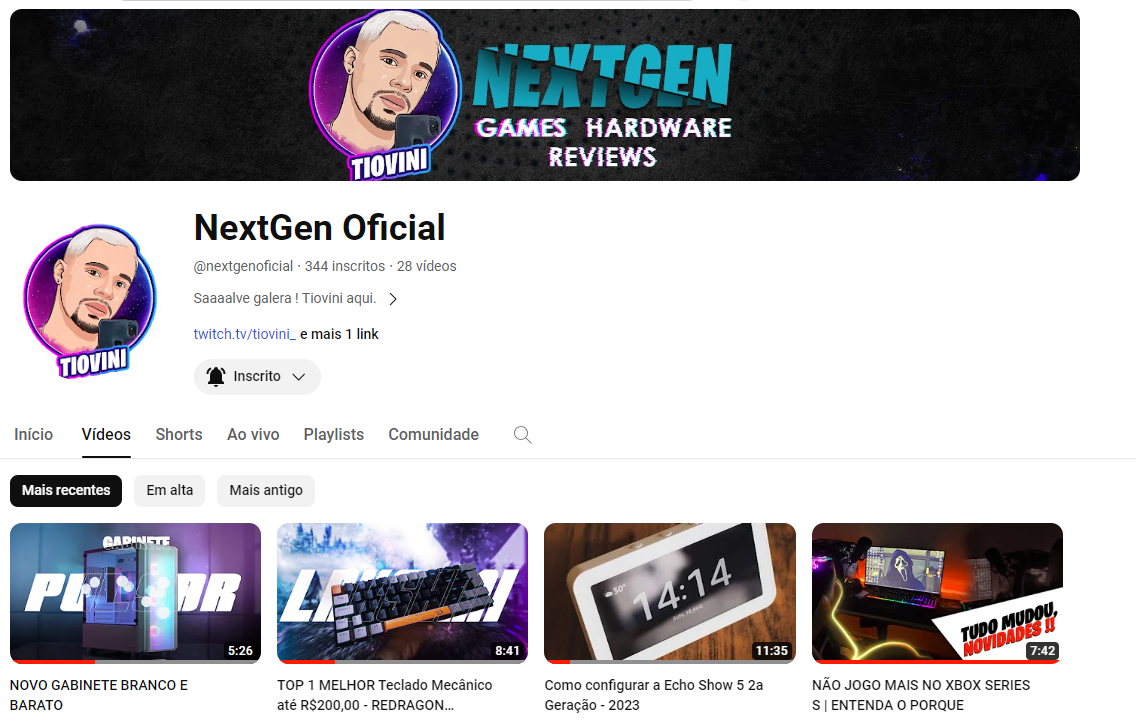 NEXTGEN
GAMES HARDWARE
REVIEWS
TIOVINI
NextGen Oficial
@nextgenoficial · 344 inscritos · 28 vídeos
Saaaalve galera ! Tiovini aqui.
twitch.tv/tiovini_ e mais 1 link
TIOVINI
Inscrito
Início Vídeos Shorts Ao vivo Playlists Comunidade
Mais recentes Em alta Mais antigo
GABINETE
5:26
8:41
30°
14:14
11:35
TUDO MUDOU,
NOVIDADES !!
7:42
NOVO GABINETE BRANCO E
BARATO
TOP 1 MELHOR Teclado Mecânico
até R$200,00 - REDRAGON...
Como configurar a Echo Show 5 2a
Geração - 2023
NÃO JOGO MAIS NO XBOX SERIES
S | ENTENDA O PORQUE